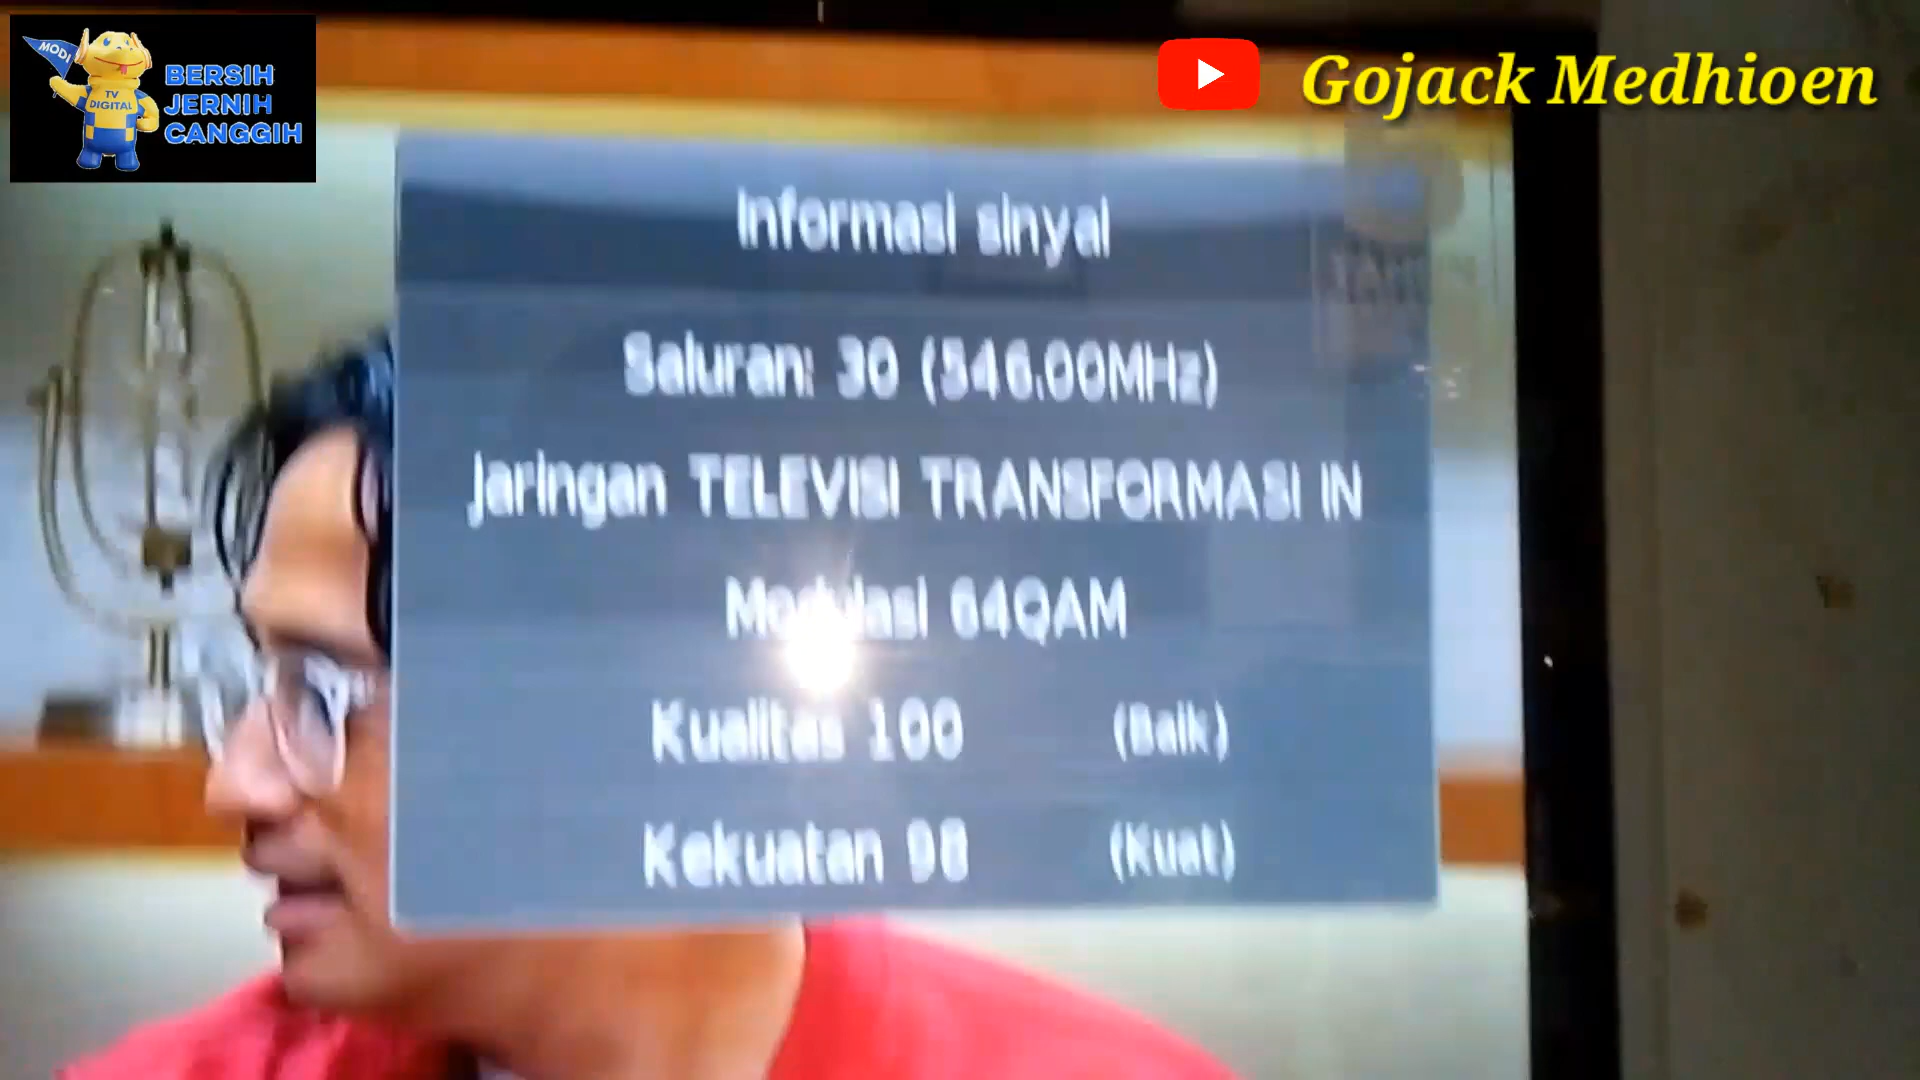 MODI
TV
DIGITAL
BERSIH
JERNIH
CANGGIH
Gojack Medhioen
Informasi sinyal
Saluran: 30 (546.00MHz)
Jaringan TELEVISI TRANSFORMASI IN
Modulasi 64QAM
Kualitas 100 (Baik)
Kekuatan 98 (Kuat)